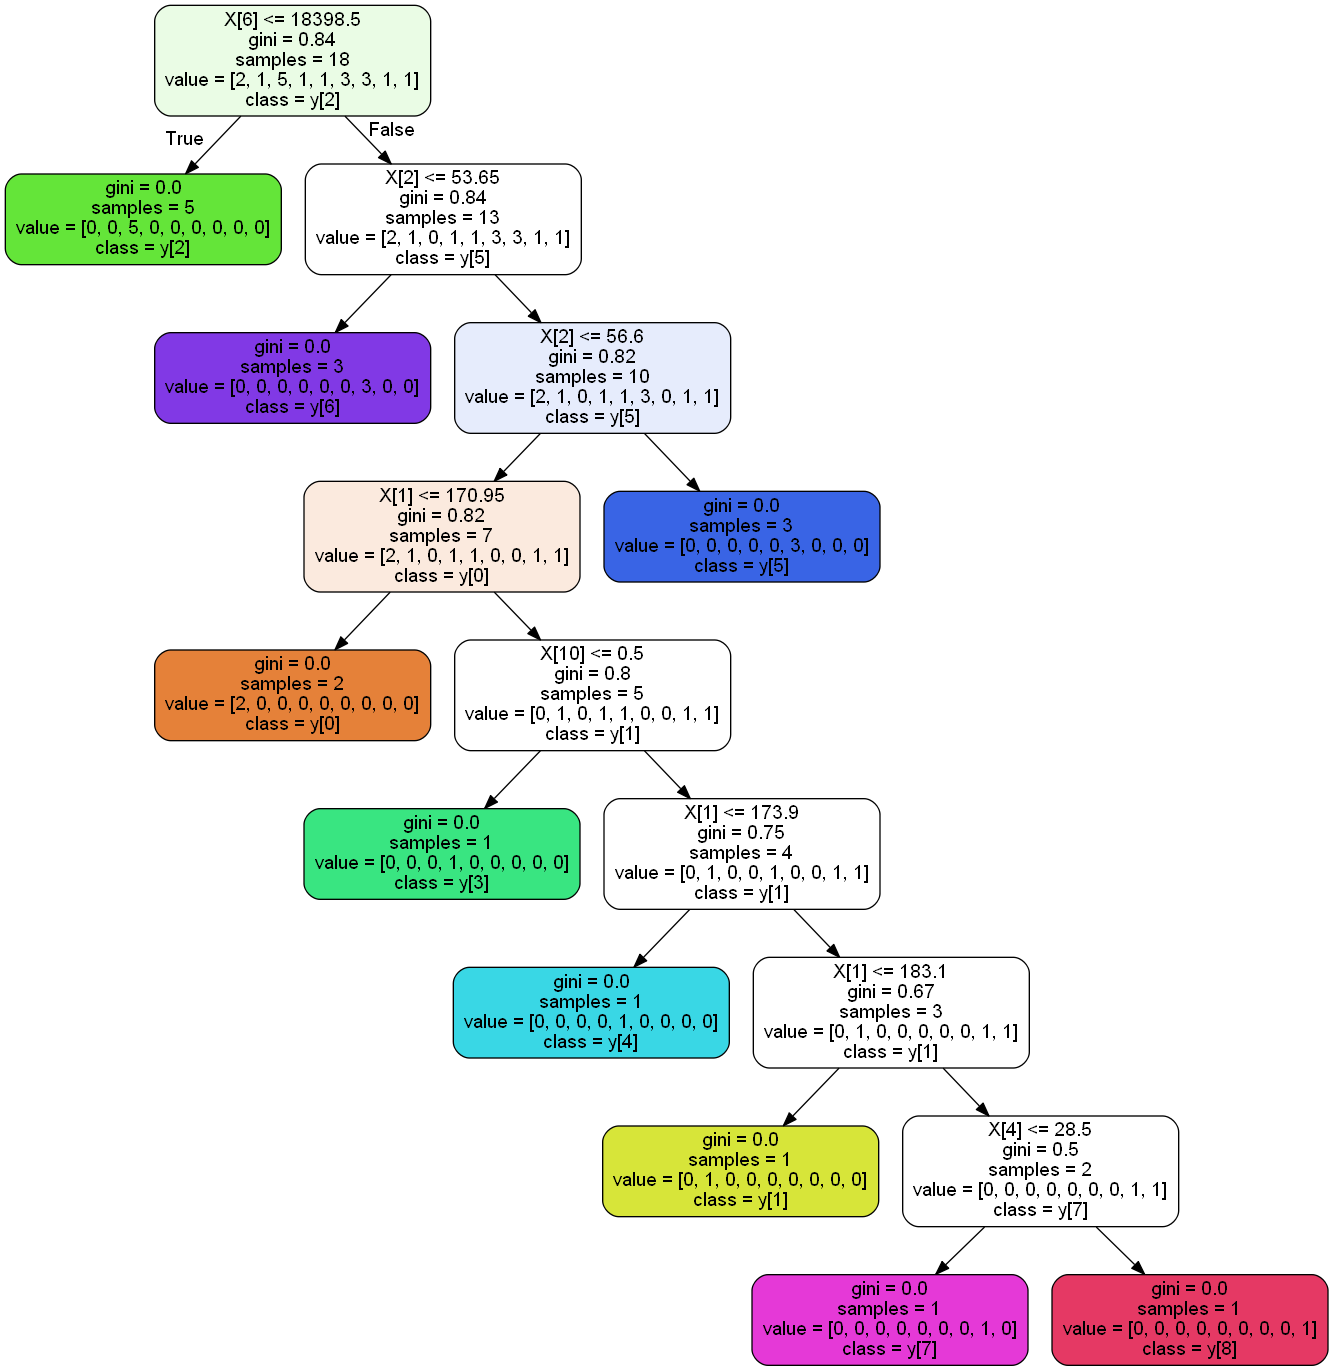 X[6] <= 18398.5
gini = 0.84
samples = 18
value = [2, 1, 5, 1, 1, 3, 3, 1, 1]
class = y[2]
True
False
gini = 0.0
samples = 5
value = [0, 0, 5, 0, 0, 0, 0, 0, 0]
class = y[2]
X[2] <= 53.65
gini = 0.84
samples = 13
value = [2, 1, 0, 1, 1, 3, 3, 1, 1]
class = y[5]
gini = 0.0
samples = 3
value = [0, 0, 0, 0, 0, 0, 3, 0, 0]
class = y[6]
X[2] <= 56.6
gini = 0.82
samples = 10
value = [2, 1, 0, 1, 1, 3, 0, 1, 1]
class = y[5]
X[1] <= 170.95
gini = 0.82
samples = 7
value = [2, 1, 0, 1, 1, 0, 0, 1, 1]
class = y[0]
gini = 0.0
samples = 3
value = [0, 0, 0, 0, 0, 3, 0, 0, 0]
class = y[5]
gini = 0.0
samples = 2
value = [2, 0, 0, 0, 0, 0, 0, 0, 0]
class = y[0]
X[10] <= 0.5
gini = 0.8
samples = 5
value = [0, 1, 0, 1, 1, 0, 0, 1, 1]
class = y[1]
gini = 0.0
samples = 1
value = [0, 0, 0, 1, 0, 0, 0, 0, 0]
class = y[3]
X[1] <= 173.9
gini = 0.75
samples = 4
value = [0, 1, 0, 0, 1, 0, 0, 1, 1]
class = y[1]
gini = 0.0
samples = 1
value = [0, 0, 0, 0, 1, 0, 0, 0, 0]
class = y[4]
X[1] <= 183.1
gini = 0.67
samples = 3
value = [0, 1, 0, 0, 0, 0, 0, 1, 1]
class = y[1]
gini = 0.0
samples = 1
value = [0, 1, 0, 0, 0, 0, 0, 0, 0]
class = y[1]
X[4] <= 28.5
gini = 0.5
samples = 2
value = [0, 0, 0, 0, 0, 0, 0, 1, 1]
class = y[7]
gini = 0.0
samples = 1
value = [0, 0, 0, 0, 0, 0, 0, 1, 0]
class = y[7]
gini = 0.0
samples = 1
value = [0, 0, 0, 0, 0, 0, 0, 0, 1]
class = y[8]